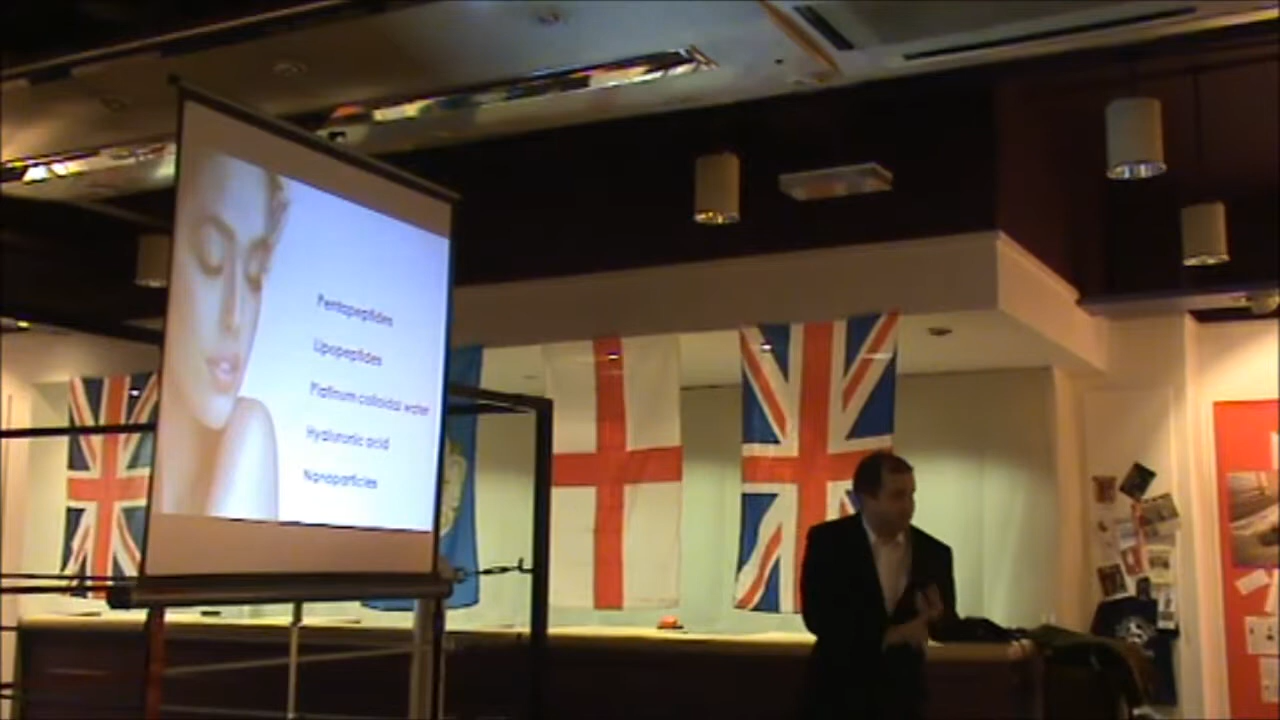 Pentapeptides
Lipopeptides
Platinum colloidal water
Hyaluronic acid
Nanoparticles